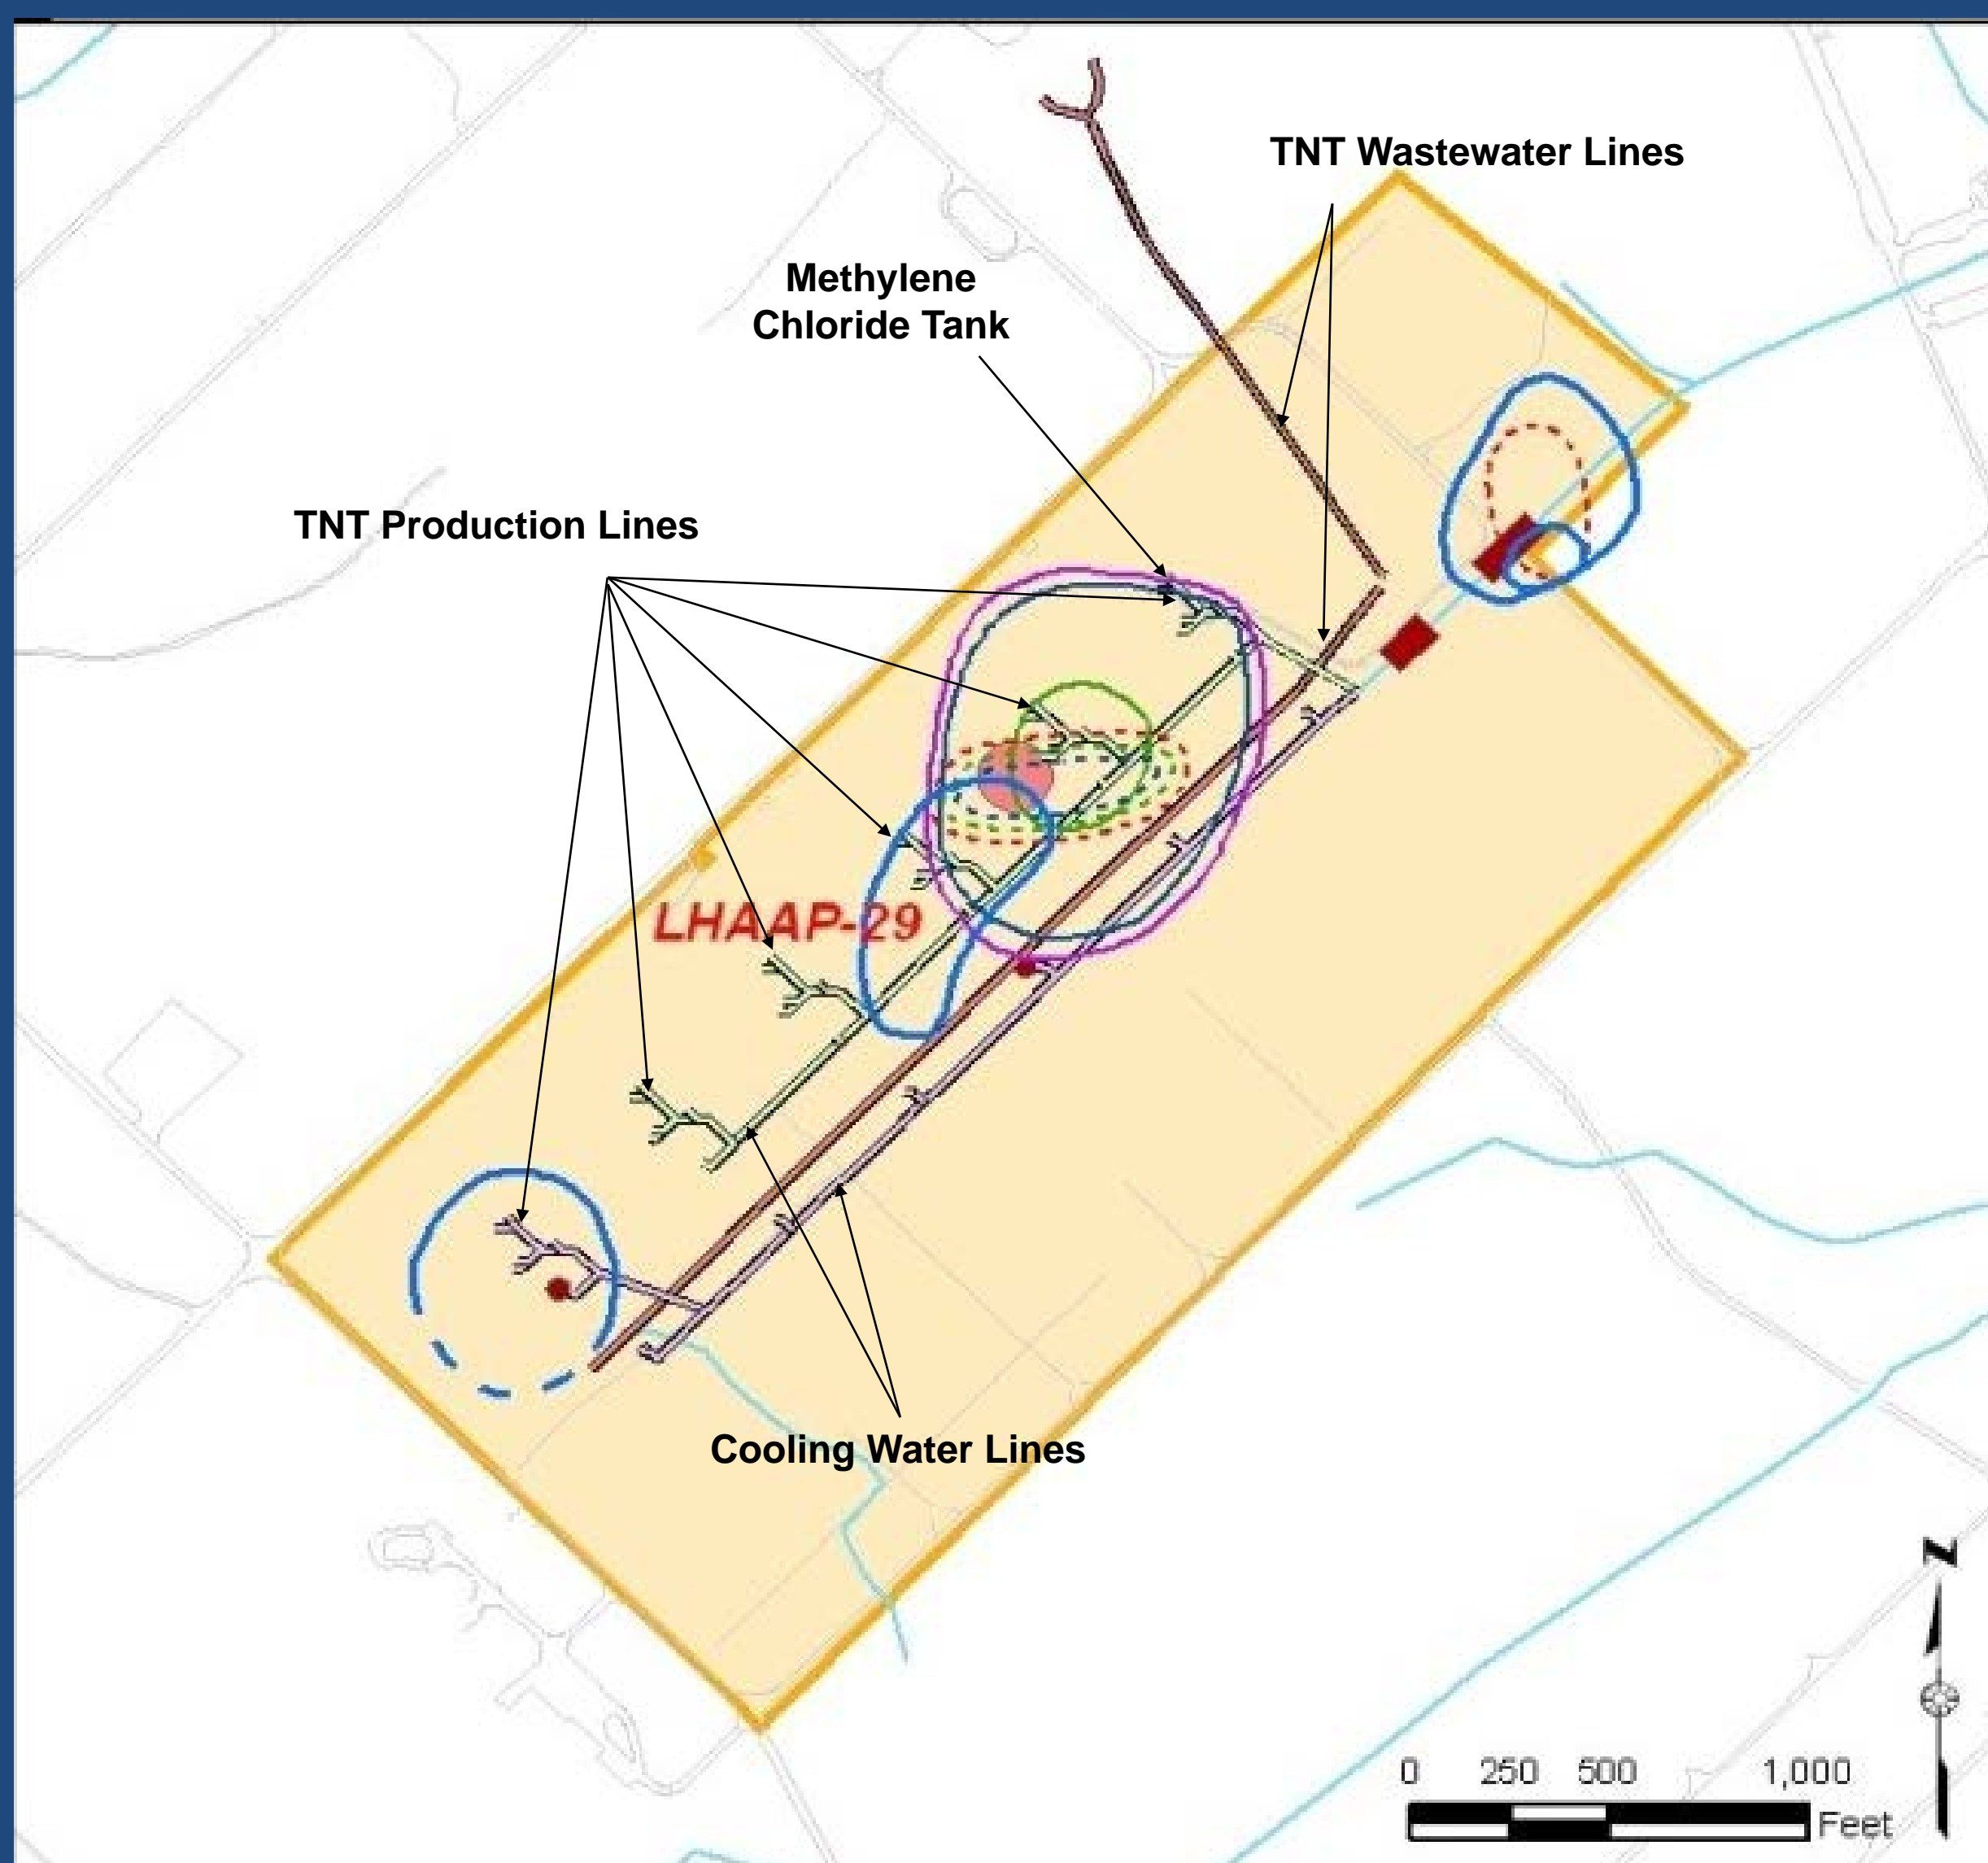 TNT Wastewater Lines
Methylene
Chloride Tank
TNT Production Lines
LHAAP-29
Cooling Water Lines
N
0 250 500 1,000
Feet